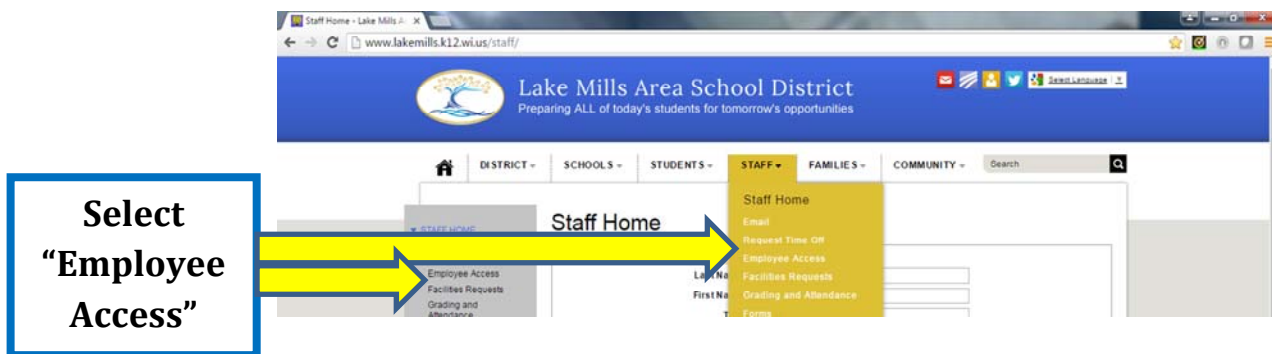 Staff Home - Lake Mills A
www.lakemills.k12.wi.us/staff/
Lake Mills Area School District
Preparing ALL of today's students for tomorrow's opportunities
Select Language
DISTRICT
SCHOOLS
STUDENTS
STAFF
FAMILIES
COMMUNITY
Search
Select
“Employee
Access”
STAFF HOME
Employee Access
Facilities Requests
Grading and
Attendance
Staff Home
First Na
Staff Home
Email
Request Time Off
Employee Access
Facilities Requests
Grading and Attendance
Forms